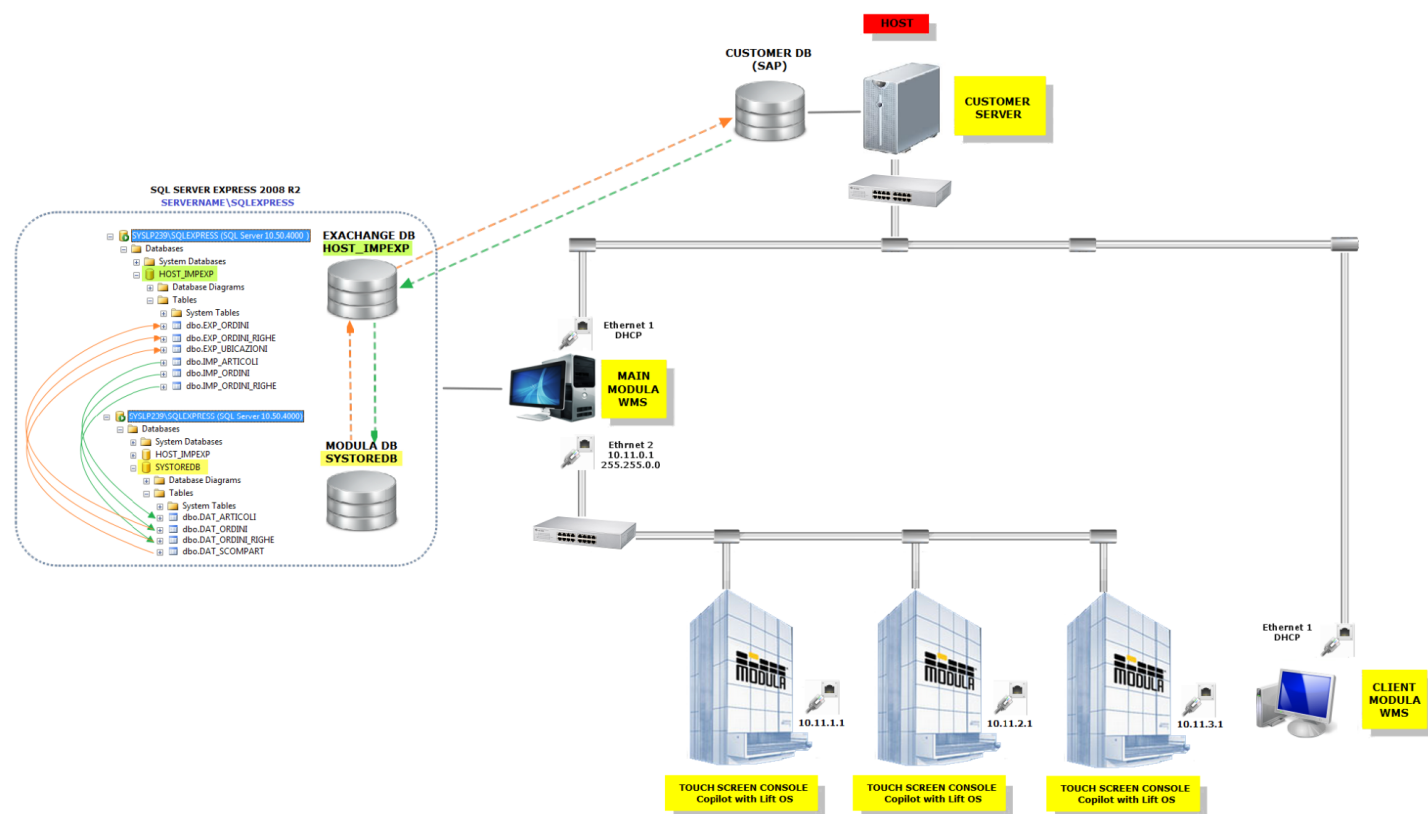 HOST
CUSTOMER DB
(SAP)
CUSTOMER
SERVER
SQL SERVER EXPRESS 2008 R2
SERVERNAME\SQLEXPRESS
SYSLP239\SQLEXPRESS (SQL Server 10.50.4000 )
Databases
System Databases
HOST_IMPEXP
Database Diagrams
Tables
System Tables
dbo.EXP_ORDINI
dbo.EXP_ORDINI_RIGHE
dbo.EXP_UBICAZIONI
dbo.IMP_ARTICOLI
dbo.IMP_ORDINI
dbo.IMP_ORDINI_RIGHE
EXACHANGE DB
HOST_IMPEXP
SYSLP239\SQLEXPRESS (SQL Server 10.50.4000)
Databases
System Databases
HOST_IMPEXP
SYSTOREDB
Database Diagrams
Tables
System Tables
dbo.DAT_ARTICOLI
dbo.DAT_ORDINI
dbo.DAT_ORDINI_RIGHE
dbo.DAT_SCOMPART
MODULA DB
SYSTOREDB
Ethernet 1
DHCP
MAIN
MODULA
WMS
Ethrnet 2
10.11.0.1
255.255.0.0
MODULA
10.11.1.1
MODULA
10.11.2.1
MODULA
10.11.3.1
Ethernet 1
DHCP
CLIENT
MODULA
WMS
TOUCH SCREEN CONSOLE
Copilot with Lift OS
TOUCH SCREEN CONSOLE
Copilot with Lift OS
TOUCH SCREEN CONSOLE
Copilot with Lift OS